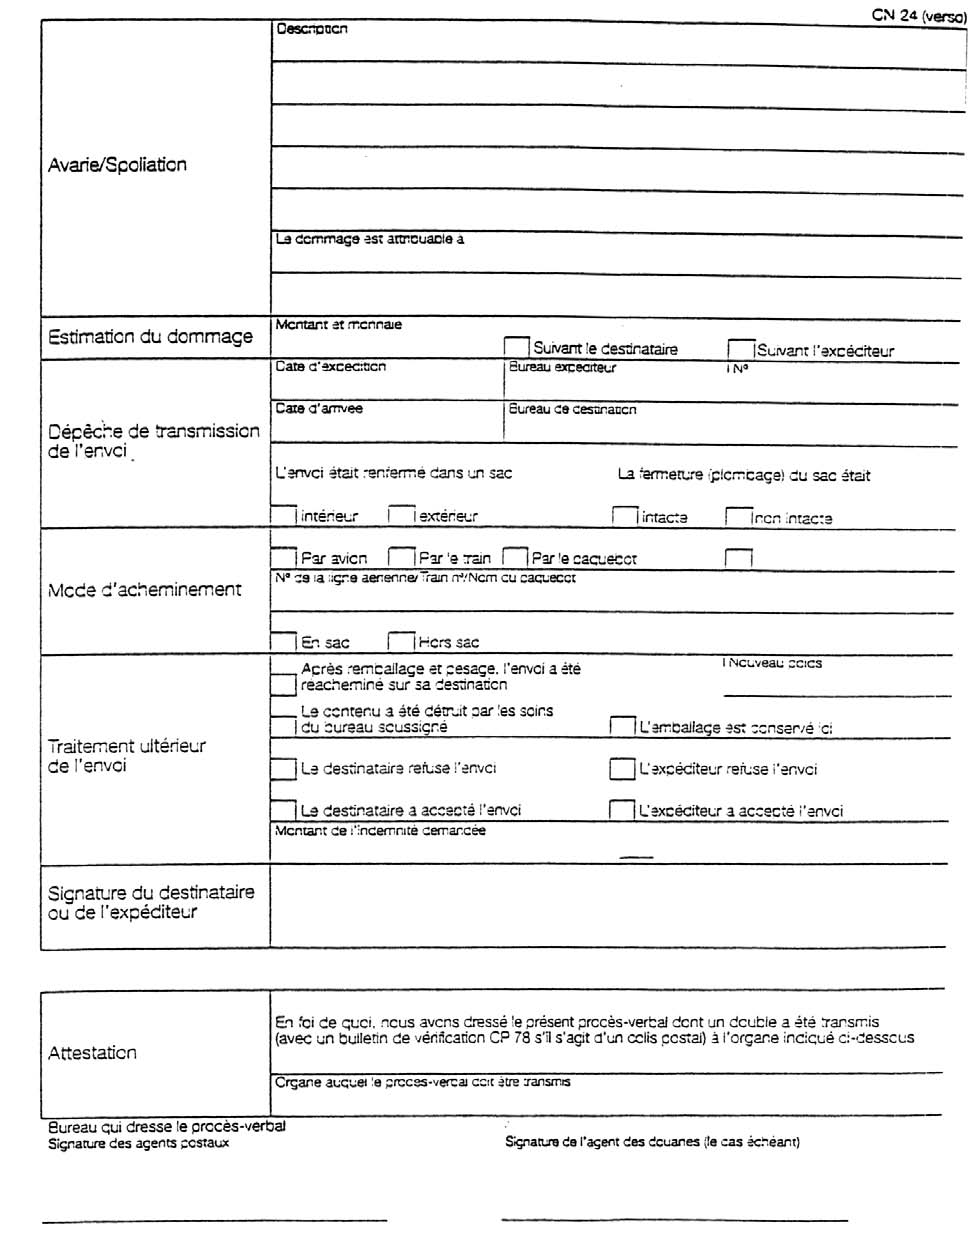 CN 24 (verso)
Description
Avarie/Spoliation
Le dommage est attribuable à
Estimation du dommage
Montant et monnaie
Suivant le destinataire
Suivant l'expéditeur
Dépêche de transmission
de l'envoi
Date d'expédition
Bureau expéditeur
Nº
Date d'arrivée
Bureau de destination
L'envoi était renfermé dans un sac
La fermeture (plombage) du sac était
intérieur
extérieur
intacte
non intacte
Mode d'acheminement
Par avion
Par le train
Par le paquebot
Nº de la ligne aérienne/Train nº/Nom du paquebot
En sac
Hors sac
Traitement ultérieur
de l'envoi
Après remballage et pesage, l'envoi a été
réacheminé sur sa destination
Nouveau poids
Le contenu a été détruit par les soins
du bureau soussigné
L'emballage est conservé ici
Le destinataire refuse l'envoi
L'expéditeur refuse l'envoi
Le destinataire a accepté l'envoi
L'expéditeur a accepté l'envoi
Montant de l'indemnité demandée
Signature du destinataire
ou de l'expéditeur
Attestation
En foi de quoi, nous avons dressé le présent procès-verbal dont un double a été transmis
(avec un bulletin de vérification CP 78 s'il s'agit d'un colis postal) à l'organe indiqué ci-dessous
Organe auquel le procès-verbal doit être transmis
Bureau qui dresse le procès-verbal
Signature des agents postaux
Signature de l'agent des douanes (le cas échéant)